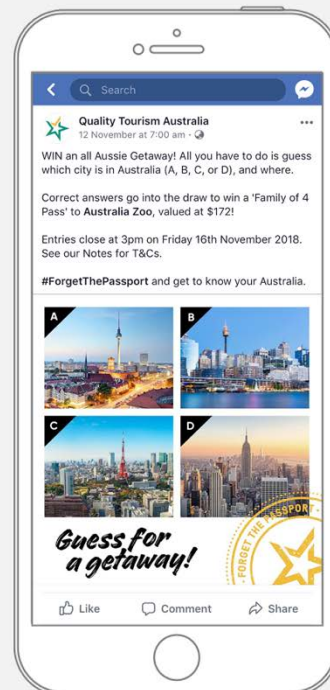 Search
Quality Tourism Australia
12 November at 7:00 am ·
WIN an all Aussie Getaway! All you have to do is guess
which city is in Australia (A, B, C, or D), and where.
Correct answers go into the draw to win a 'Family of 4
Pass' to Australia Zoo, valued at $172!
Entries close at 3pm on Friday 16th November 2018.
See our Notes for T&Cs.
#ForgetThePassport and get to know your Australia.
A
B
C
D
Guess for
a getaway!
FORGET THE PASSPORT
Like
Comment
Share